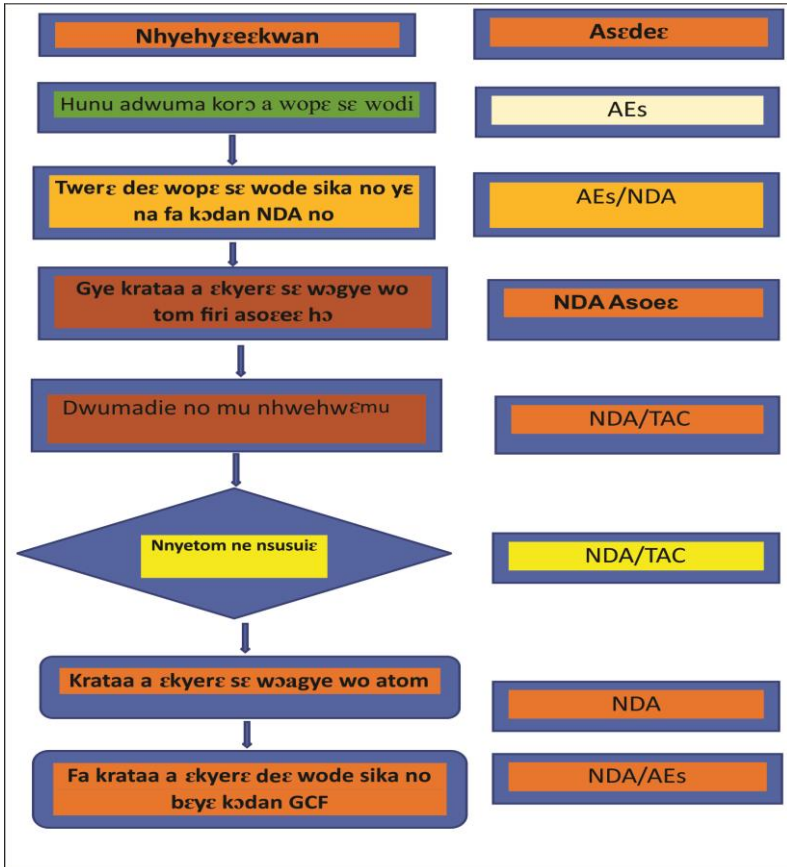 Nhyehyɛeɛkwan
Asɛdeɛ
Hunu adwuma korɔ a wopɛ sɛ wodi
AEs
Twerɛ deɛ wopɛ sɛ wode sika no yɛ
na fa kɔdan NDA no
AEs/NDA
Gye krataa a ɛkyerɛ sɛ wɔgye wo
tom firi asoɛeɛ hɔ
NDA Asoeɛ
Dwumadie no mu nhwehwɛmu
NDA/TAC
Nnyetom ne nsusuiɛ
NDA/TAC
Krataa a ɛkyerɛ sɛ wɔagye wo atom
NDA
Fa krataa a ɛkyerɛ deɛ wode sika no
bɛyɛ kɔdan GCF
NDA/AEs